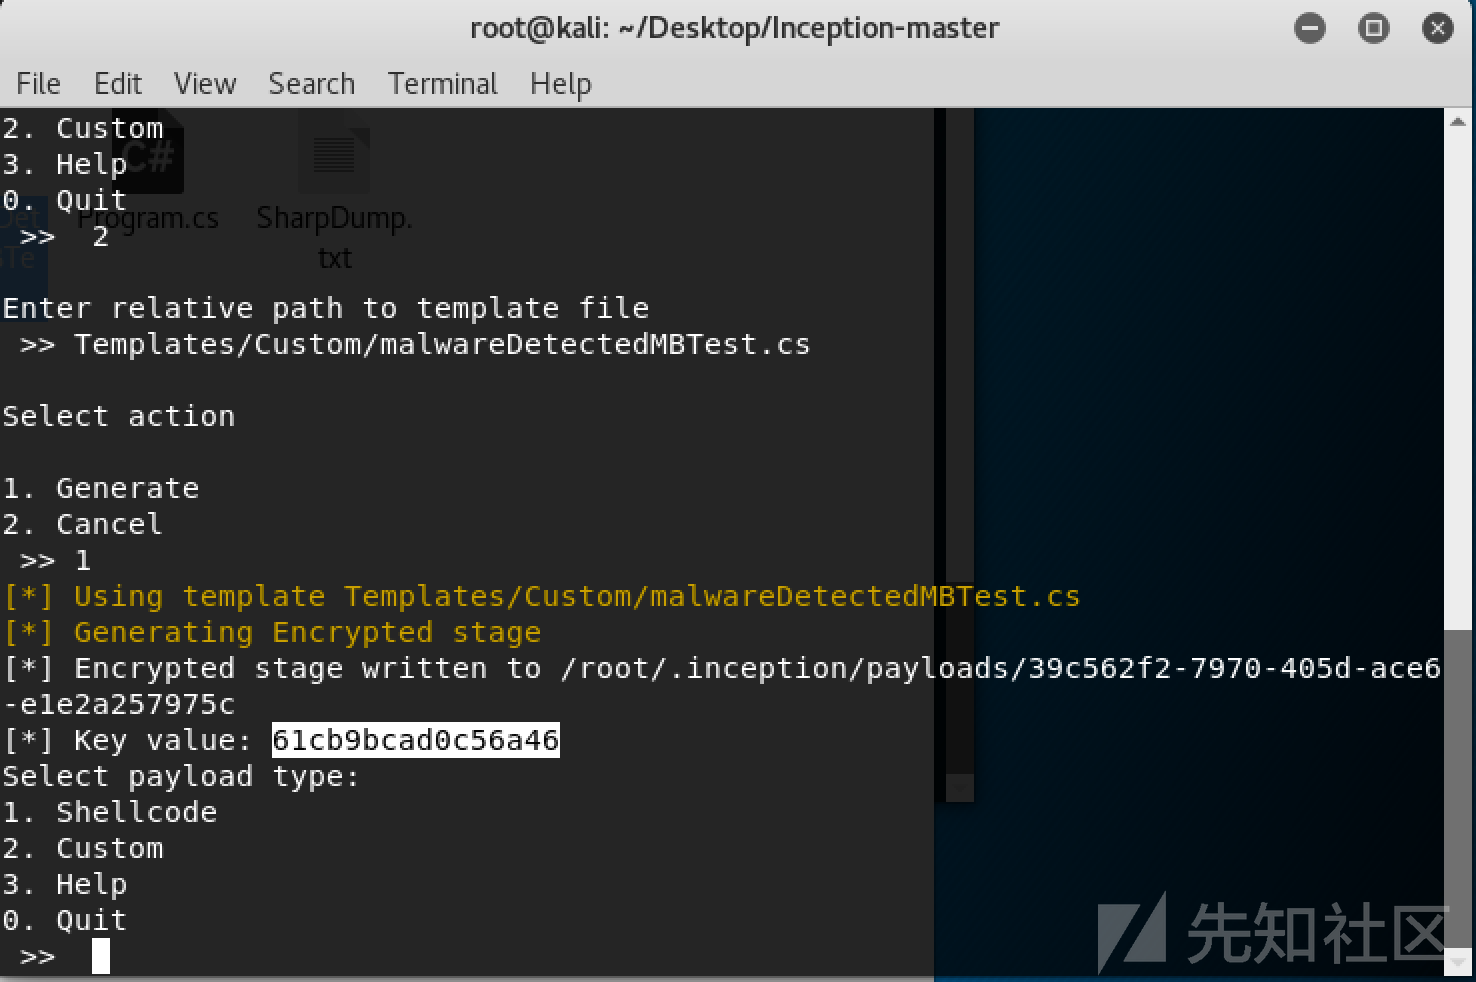 root@kali: ~/Desktop/Inception-master
File Edit View Search Terminal Help
2. Custom
3. Help
0. Quit
>> 2
C#
Program.cs
SharpDump.
txt
Enter relative path to template file
>> Templates/Custom/malwareDetectedMBTest.cs
Select action
1. Generate
2. Cancel
>> 1
[*] Using template Templates/Custom/malwareDetectedMBTest.cs
[*] Generating Encrypted stage
[*] Encrypted stage written to /root/.inception/payloads/39c562f2-7970-405d-ace6
-e1e2a257975c
[*] Key value: 61cb9bcad0c56a46
Select payload type:
1. Shellcode
2. Custom
3. Help
0. Quit
>>
先知社区